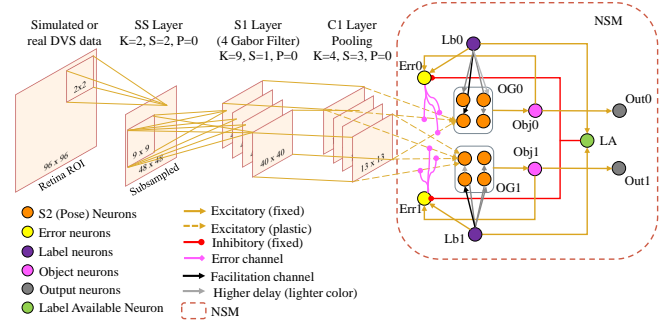 Simulated or
real DVS data
SS Layer
K=2, S=2, P=0
S1 Layer
(4 Gabor Filter)
K=9, S=1, P=0
C1 Layer
Pooling
K=4, S=3, P=0
NSM
2x2
96 x 96
Retina ROI
9 x 9
48 x 48
Subsampled
40 x 40
13 x 13
Lb0
Err0
OG0
Obj0
Out0
LA
Obj1
Out1
OG1
Err1
Lb1
S2 (Pose) Neurons
Error neurons
Label neurons
Object neurons
Output neurons
Label Available Neuron
Excitatory (fixed)
Excitatory (plastic)
Inhibitory (fixed)
Error channel
Facilitation channel
Higher delay (lighter color)
NSM